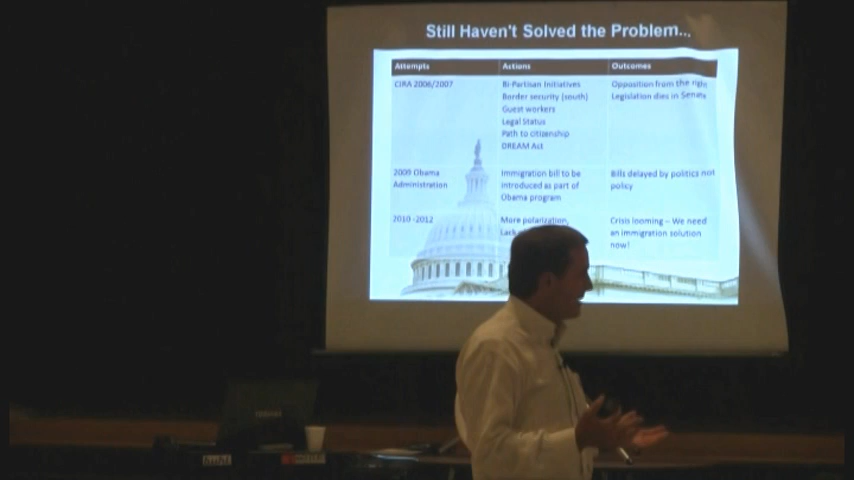 Still Haven't Solved the Problem...
Attempts Actions Outcomes
CIRA 2006/2007 Bi-Partisan Initiatives Opposition from the right
Border security (south) Legislation dies in Senate
Guest workers
Legal Status
Path to citizenship
DREAM Act
2009 Obama Immigration bill to be Bills delayed by politics not
Administration introduced as part of policy
Obama program
2010 -2012 More polarization, Crisis looming – We need
Lack an immigration solution
now!